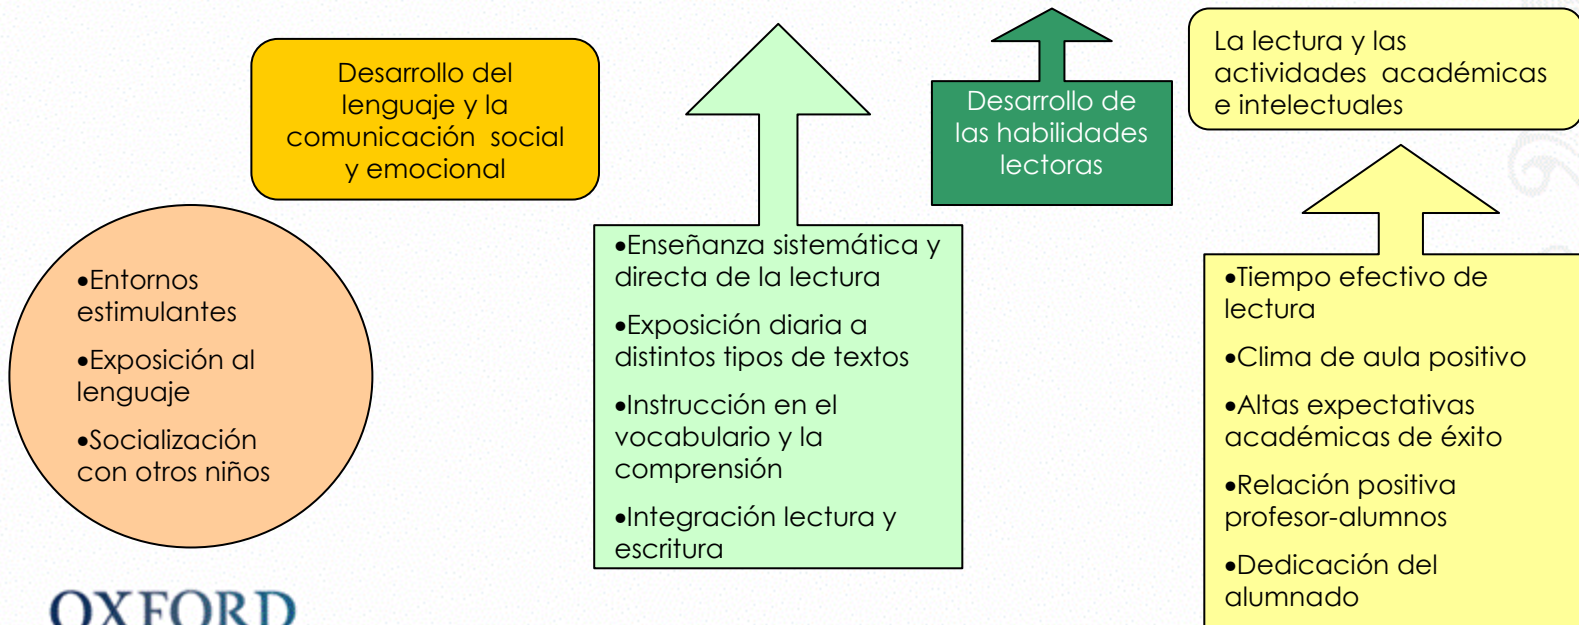 Desarrollo del
lenguaje y la
comunicación social
y emocional
Desarrollo de
las habilidades
lectoras
La lectura y las
actividades académicas
e intelectuales
•Entornos
estimulantes
•Exposición al
lenguaje
•Socialización
con otros niños
•Enseñanza sistemática y
directa de la lectura
•Exposición diaria a
distintos tipos de textos
•Instrucción en el
vocabulario y la
comprensión
•Integración lectura y
escritura
•Tiempo efectivo de
lectura
•Clima de aula positivo
•Altas expectativas
académicas de éxito
•Relación positiva
profesor-alumnos
•Dedicación del
alumnado
OXFORD